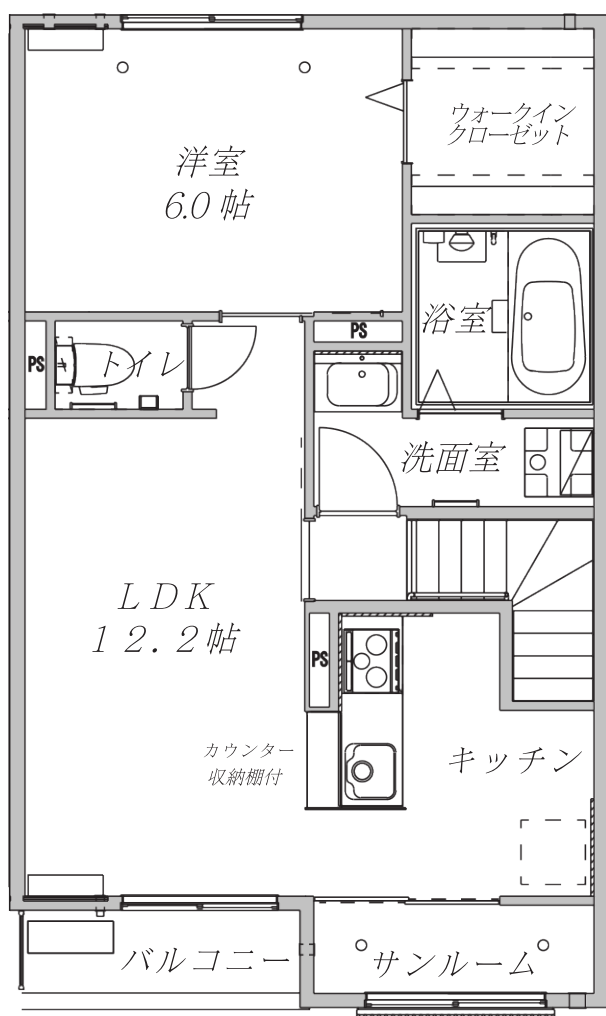 ウォークイン
クローゼット
洋室
6.0 帖
浴室
PS
PS
トイレ
洗面室
LDK
12.2帖
PS
カウンター
収納棚付
キッチン
バルコニー
サンルーム